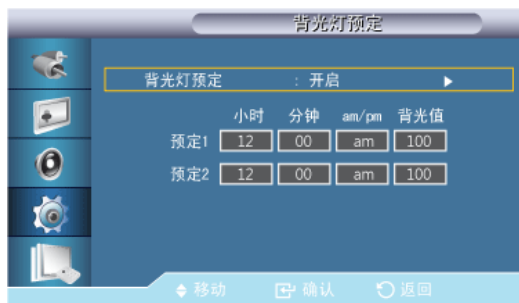 背光灯预定
背光灯预定 : 开启
小时 分钟 am/pm 背光值
预定1 12 00 am 100
预定2 12 00 am 100
移动 确认 返回